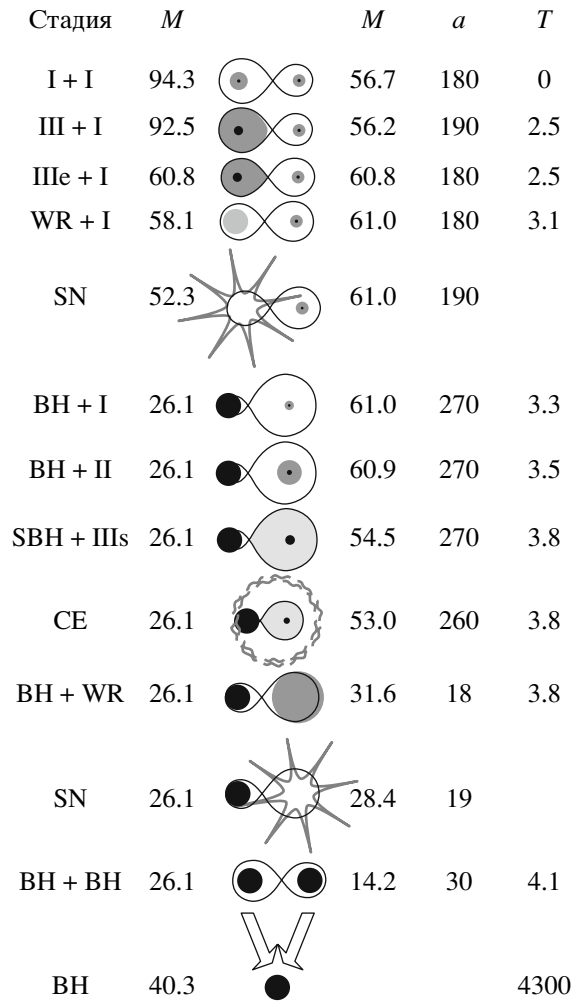 Стадия M M a T
I + I 94.3 56.7 180 0
III + I 92.5 56.2 190 2.5
IIIe + I 60.8 60.8 180 2.5
WR + I 58.1 61.0 180 3.1
SN 52.3 61.0 190
BH + I 26.1 61.0 270 3.3
BH + II 26.1 60.9 270 3.5
SBH + IIIs 26.1 54.5 270 3.8
CE 26.1 53.0 260 3.8
BH + WR 26.1 31.6 18 3.8
SN 26.1 28.4 19
BH + BH 26.1 14.2 30 4.1
BH 40.3 4300